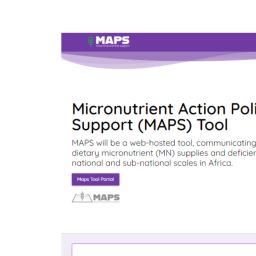 MAPS
Micronutrient Action Poli
Support (MAPS) Tool
MAPS will be a web-hosted tool, communicating
dietary micronutrient (MN) supplies and deficien
national and sub-national scales in Africa.
Maps Tool Portal
MAPS